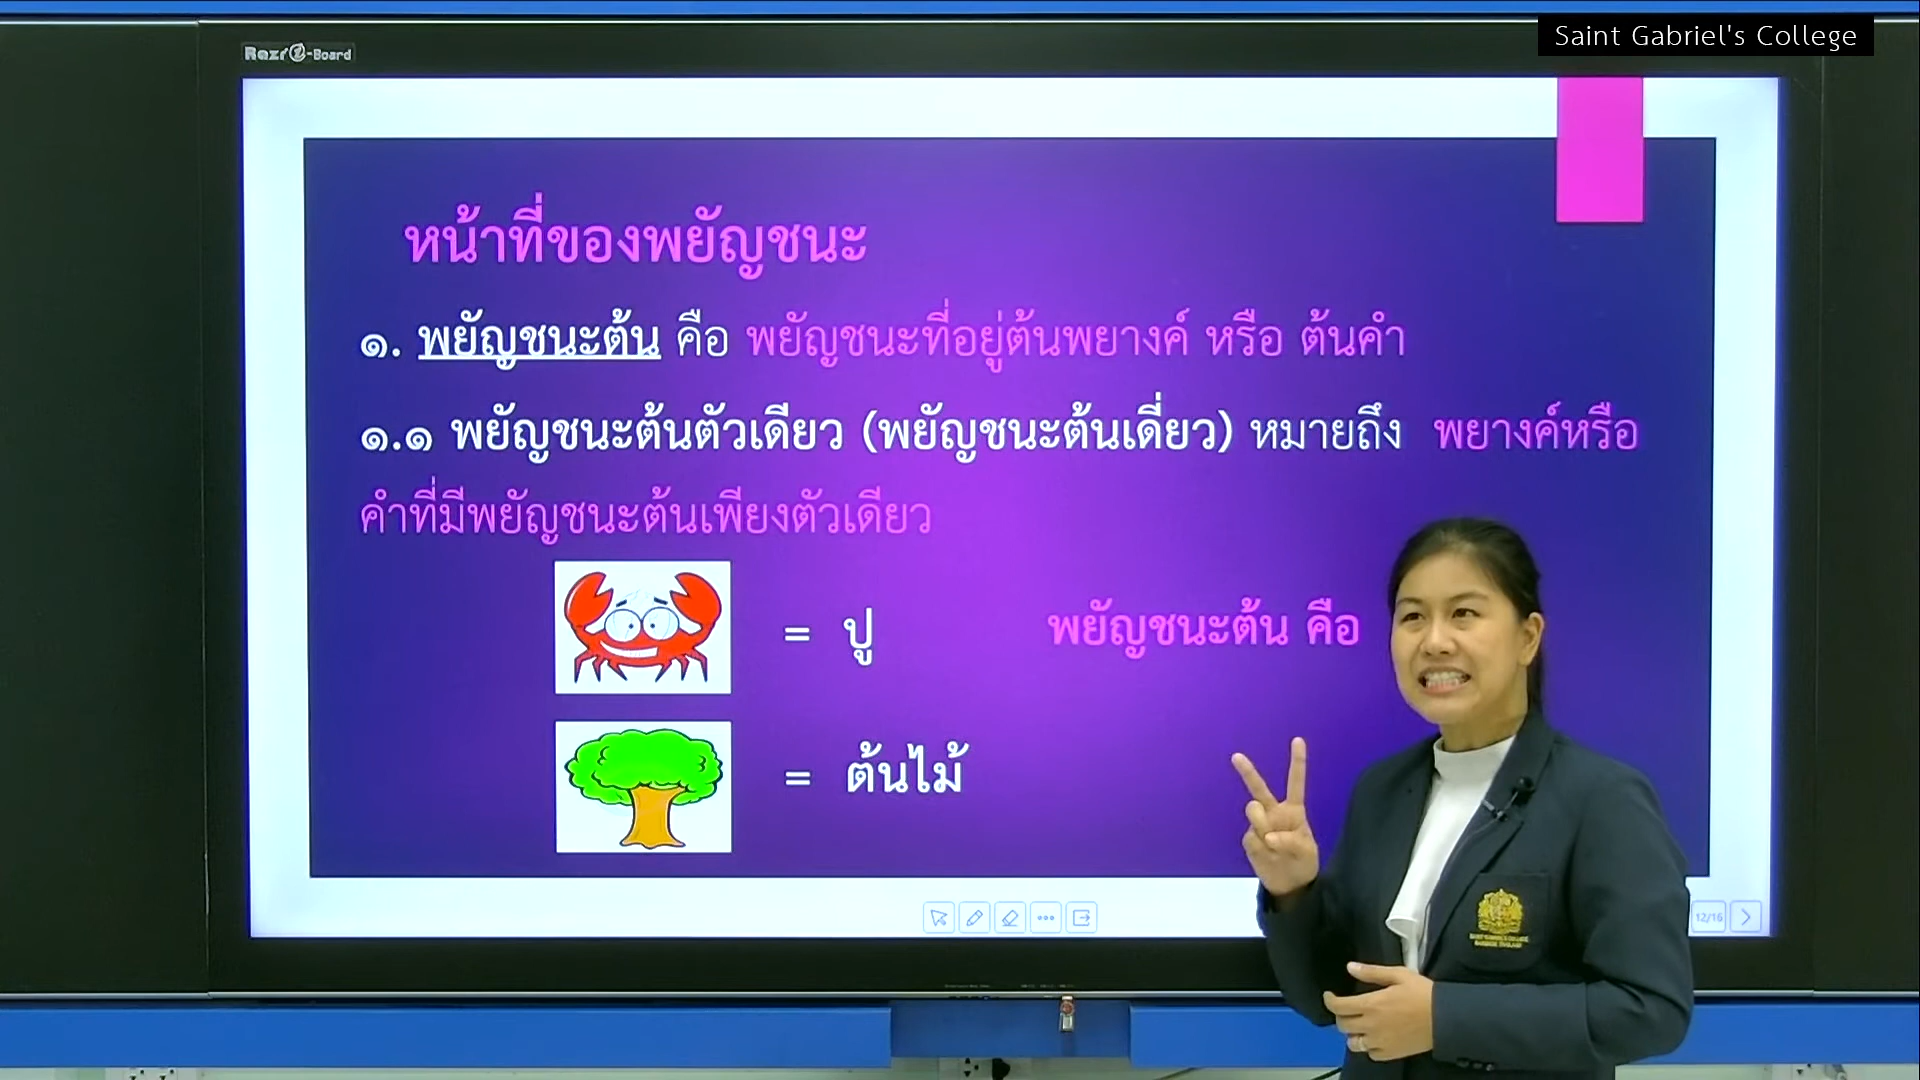 Saint Gabriel's College
Razr e-Board
หน้าที่ของพยัญชนะ
๑. พยัญชนะต้น คือ พยัญชนะที่อยู่ต้นพยางค์ หรือ ต้นคำ
๑.๑ พยัญชนะต้นตัวเดียว (พยัญชนะต้นเดี่ยว) หมายถึง พยางค์หรือ
คำที่มีพยัญชนะต้นเพียงตัวเดียว
= ปู พยัญชนะต้น คือ
= ต้นไม้
12/16
SAINT GABRIEL'S COLLEGE
BANGKOK THAILAND